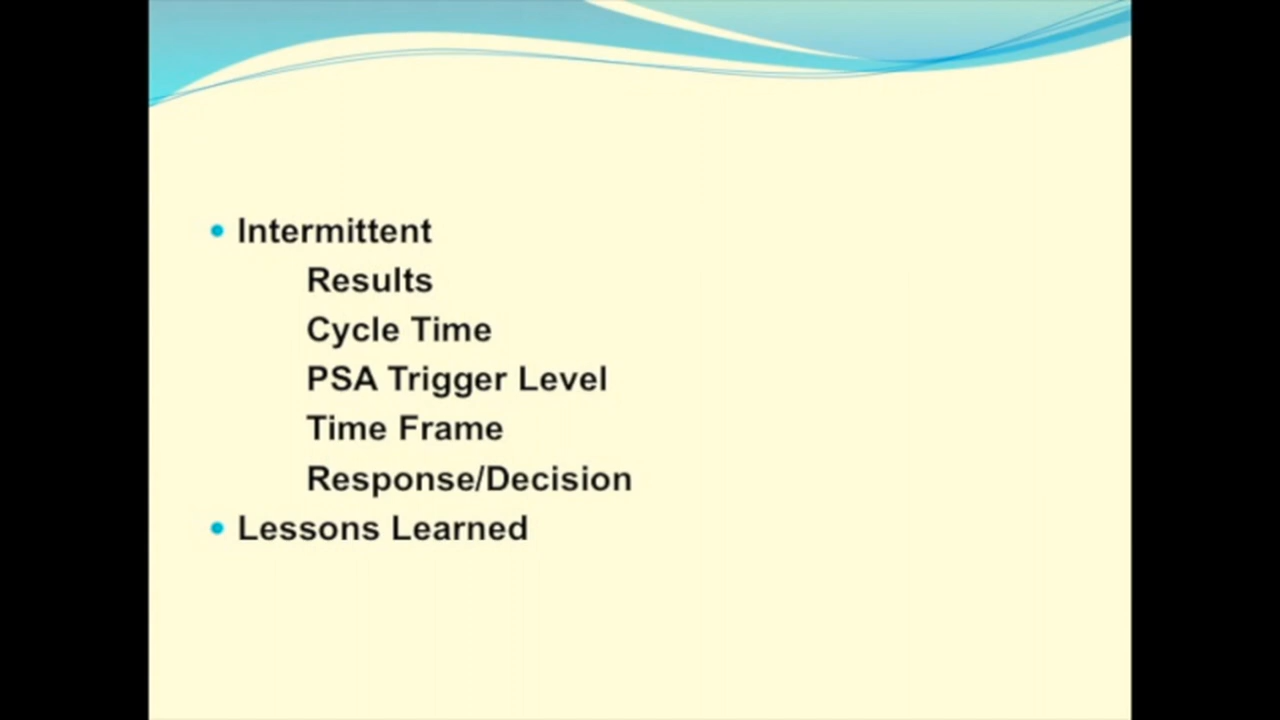 Intermittent
Results
Cycle Time
PSA Trigger Level
Time Frame
Response/Decision
Lessons Learned